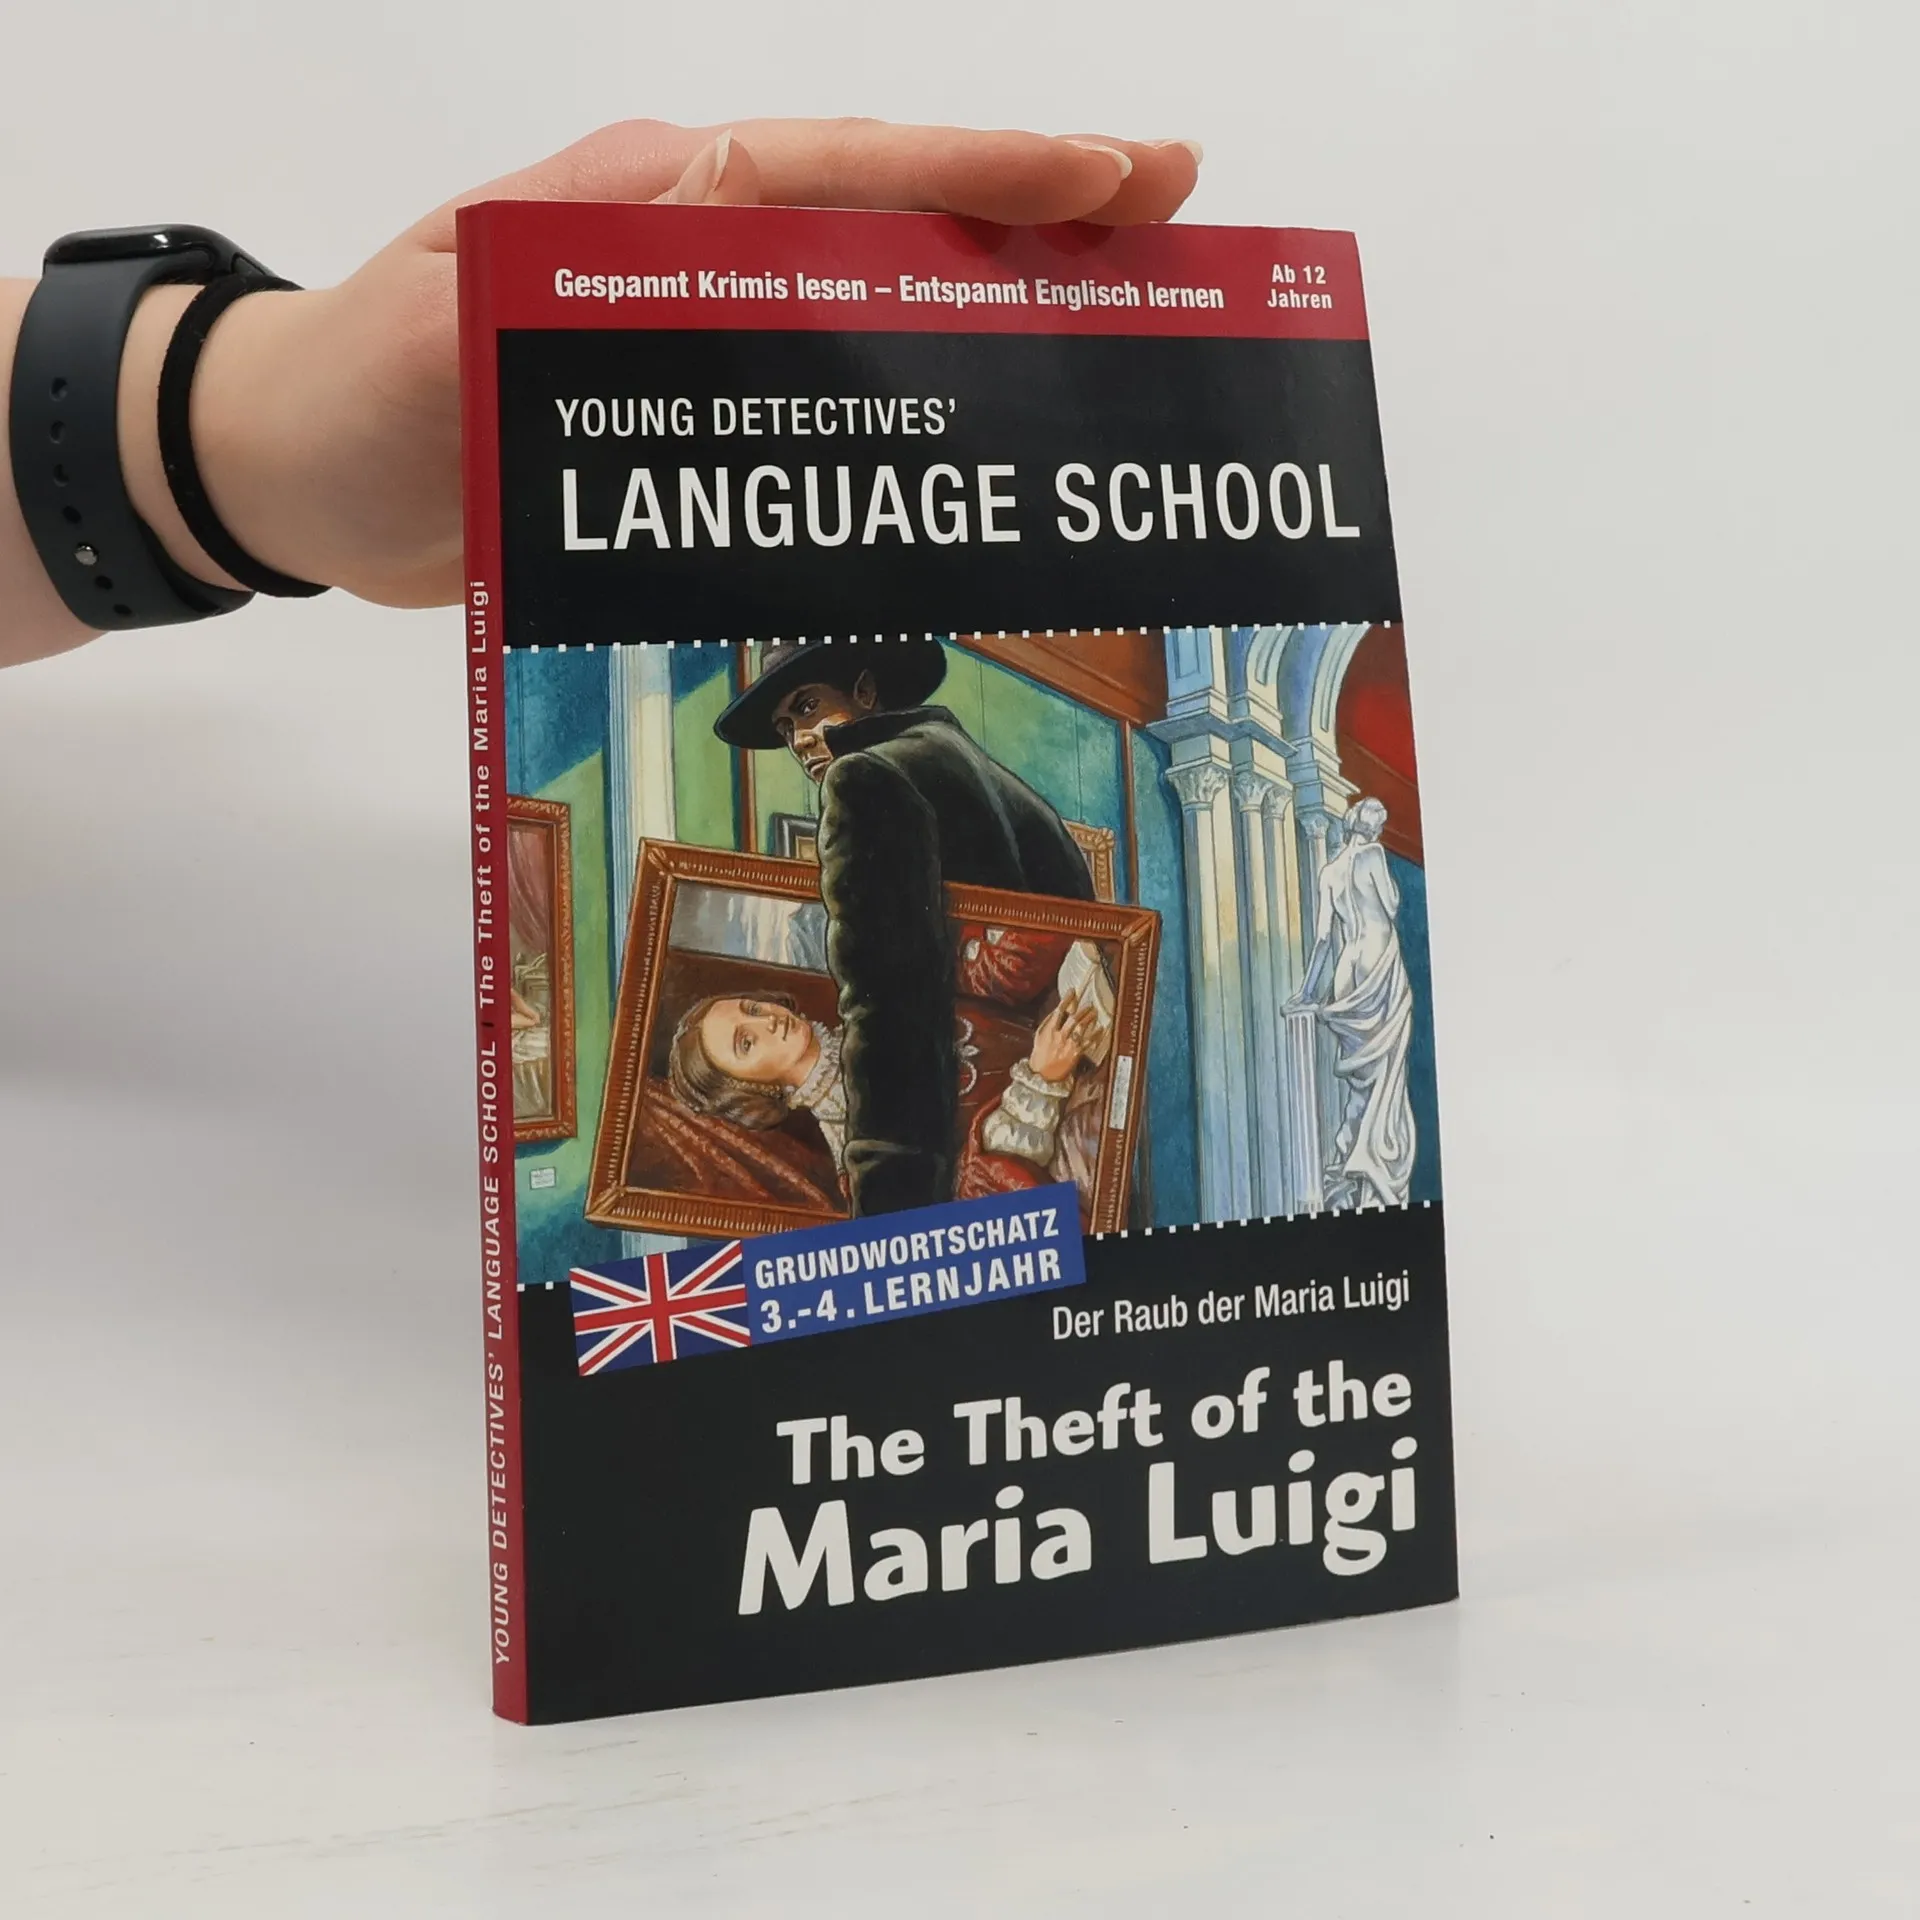 Gespannt Krimis lesen – Entspannt Englisch lernen
Ab 12
Jahren
YOUNG DETECTIVES’
LANGUAGE SCHOOL
GRUNDWORTSCHATZ
3.-4. LERNJAHR
Der Raub der Maria Luigi
The Theft of the
Maria Luigi
YOUNG DETECTIVES’ LANGUAGE SCHOOL I The Theft of the Maria Luigi